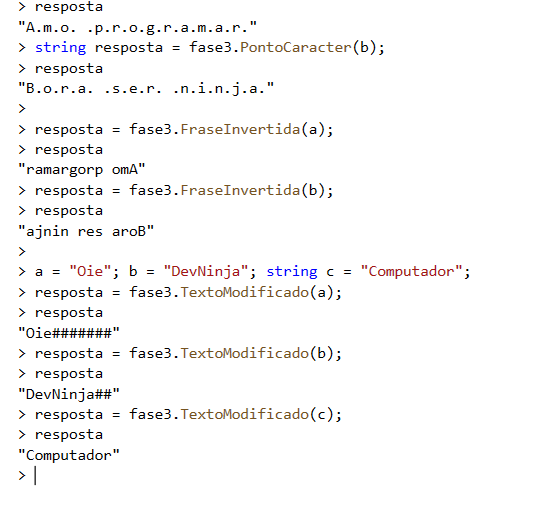 > resposta
"A.m.o. .p.r.o.g.r.a.m.a.r."
> string resposta = fase3.PontoCaracter(b);
> resposta
"B.o.r.a. .s.e.r. .n.i.n.j.a."
>
> resposta = fase3.FraseInvertida(a);
> resposta
"ramargorp omA"
> resposta = fase3.FraseInvertida(b);
> resposta
"ajnin res aroB"
>
> a = "Oie"; b = "DevNinja"; string c = "Computador";
> resposta = fase3.TextoModificado(a);
> resposta
"Oie#######"
> resposta = fase3.TextoModificado(b);
> resposta
"DevNinja##"
> resposta = fase3.TextoModificado(c);
> resposta
"Computador"
>